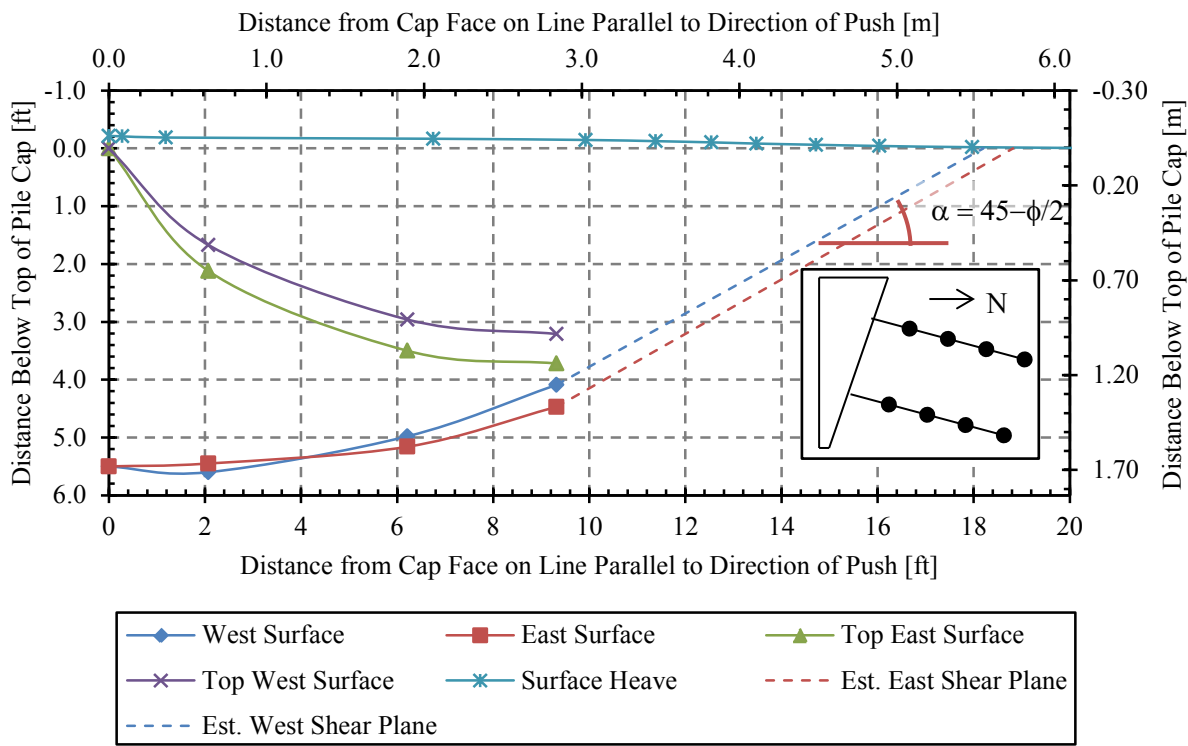 Distance from Cap Face on Line Parallel to Direction of Push [m]
0.0 1.0 2.0 3.0 4.0 5.0 6.0
Distance Below Top of Pile Cap [ft]
-1.0
0.0
1.0
2.0
3.0
4.0
5.0
6.0
-0.30
0.20
0.70
1.20
1.70
Distance Below Top of Pile Cap [m]
α = 45–ϕ/2
N
0 2 4 6 8 10 12 14 16 18 20
Distance from Cap Face on Line Parallel to Direction of Push [ft]
West Surface East Surface Top East Surface
Top West Surface Surface Heave Est. East Shear Plane
Est. West Shear Plane